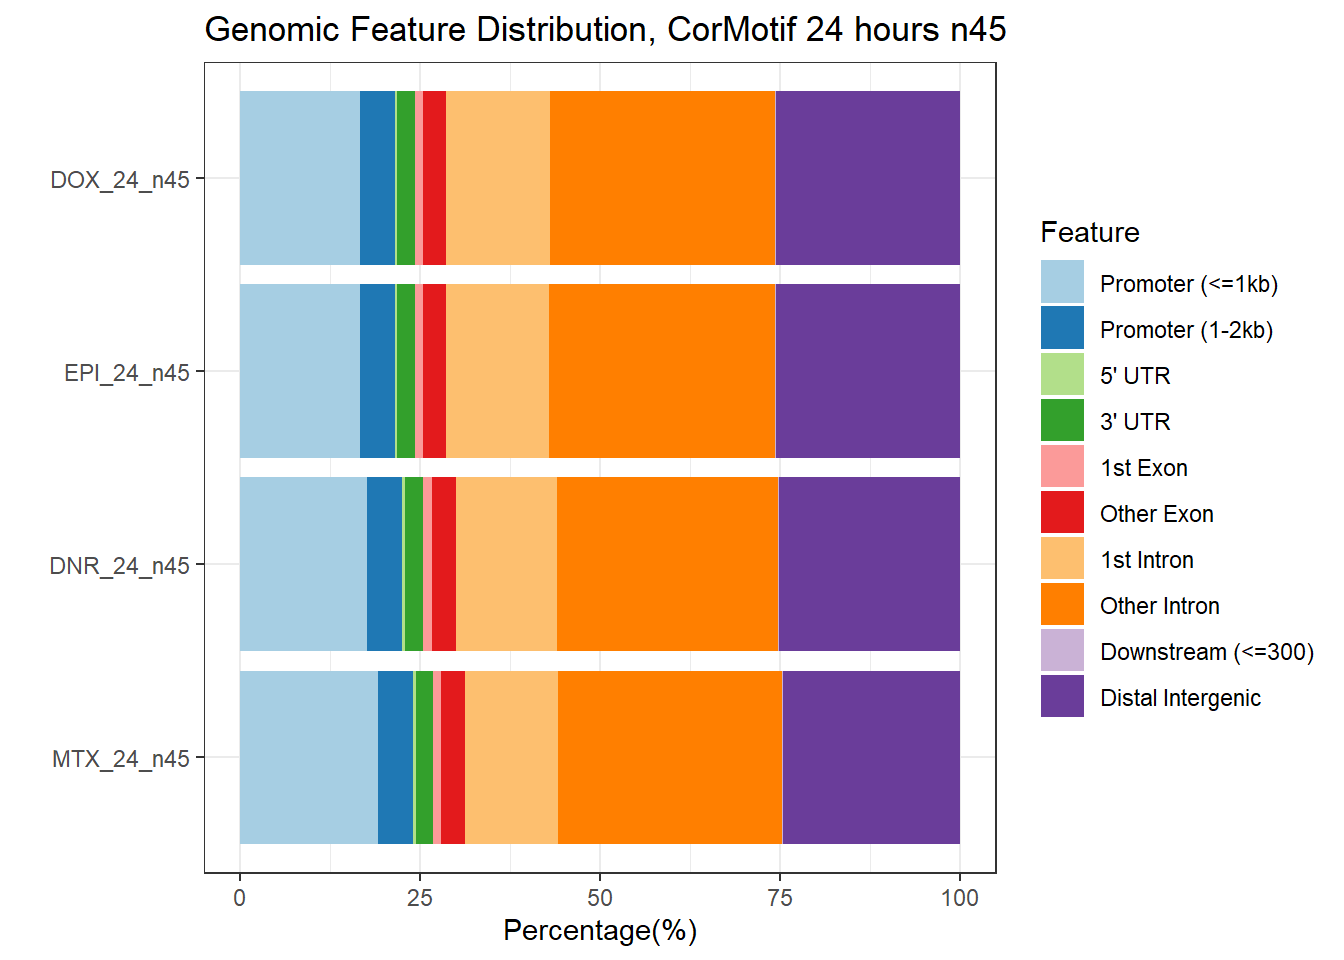 Genomic Feature Distribution, CorMotif 24 hours n45
DOX_24_n45
EPI_24_n45
DNR_24_n45
MTX_24_n45
0
25
50
75
100
Percentage(%)
Feature
Promoter (<=1kb)
Promoter (1-2kb)
5' UTR
3' UTR
1st Exon
Other Exon
1st Intron
Other Intron
Downstream (<=300)
Distal Intergenic